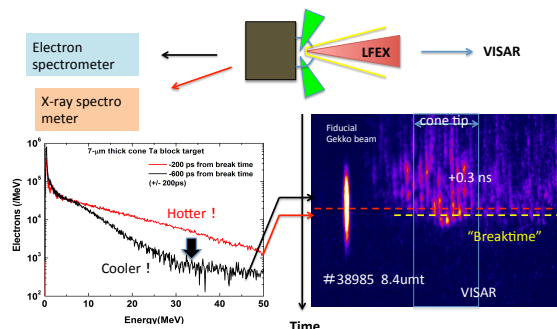 LFEX
Electron
spectrometer
VISAR
X-ray spectro
meter
7-μm thick cone Ta block target
-200 ps from break time
-600 ps from break time
(+/- 200ps)
Hotter !
Cooler !
Electrons (/MeV)
10⁷
10⁶
10⁵
10⁴
10³
10²
0 10 20 30 40 50
Energy(MeV)
Fiducial
Gekko beam
cone tip
+0.3 ns
“Breaktime”
#38985 8.4umt
VISAR
Time